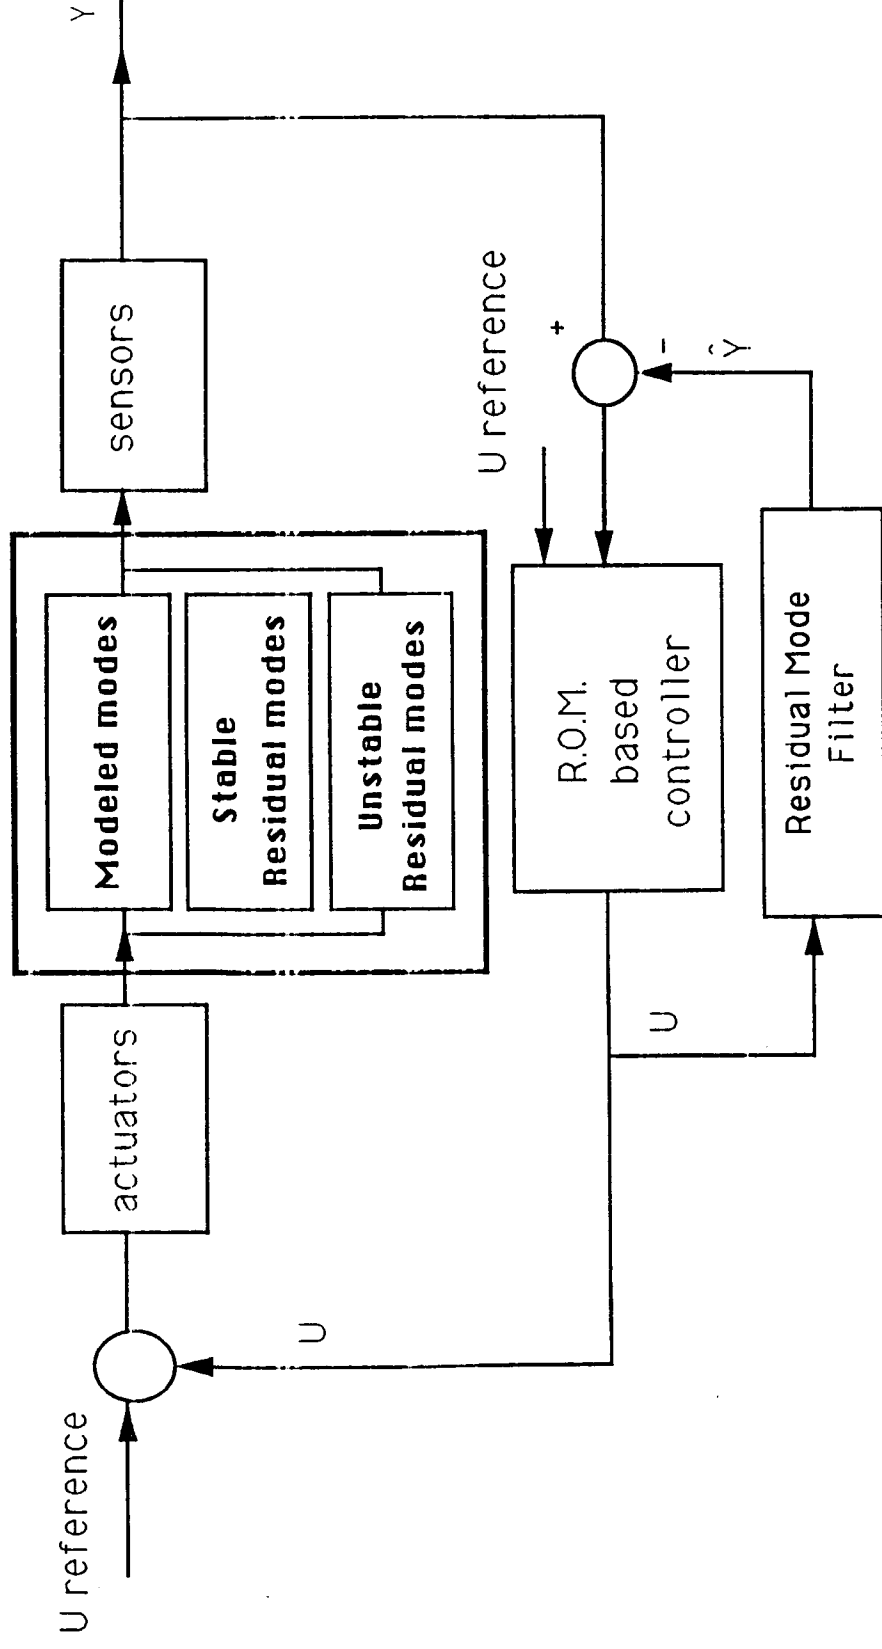 U reference
actuators
Modeled modes
Stable
Residual modes
Unstable
Residual modes
sensors
Y
U
U
R.O.M.
based
controller
U reference
+
-
Ŷ
Residual Mode
Filter